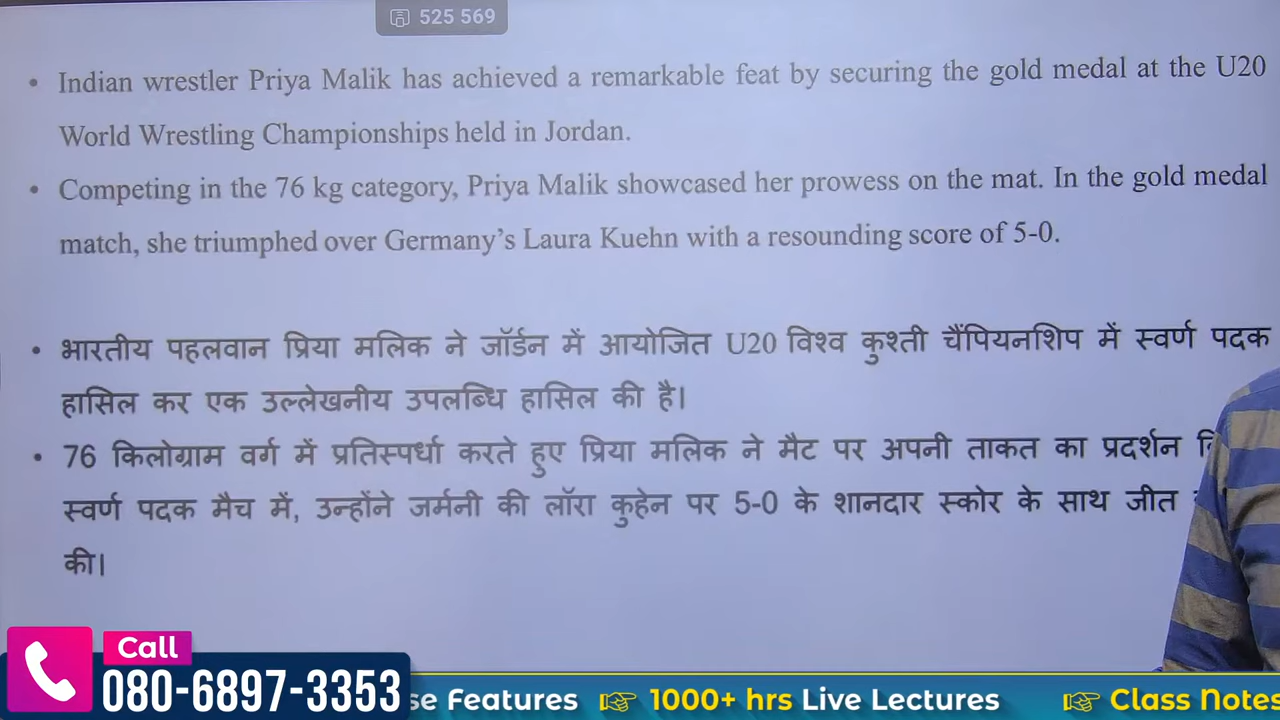 525 569
• Indian wrestler Priya Malik has achieved a remarkable feat by securing the gold medal at the U20
World Wrestling Championships held in Jordan.
• Competing in the 76 kg category, Priya Malik showcased her prowess on the mat. In the gold medal
match, she triumphed over Germany's Laura Kuehn with a resounding score of 5-0.
• भारतीय पहलवान प्रिया मलिक ने जॉर्डन में आयोजित U20 विश्व कुश्ती चैंपियनशिप में स्वर्ण पदक
हासिल कर एक उल्लेखनीय उपलब्धि हासिल की है।
• 76 किलोग्राम वर्ग में प्रतिस्पर्धा करते हुए प्रिया मलिक ने मैट पर अपनी ताकत का प्रदर्शन
स्वर्ण पदक मैच में, उन्होंने जर्मनी की लॉरा कुहेन पर 5-0 के शानदार स्कोर के साथ जीत
की।
Call
080-6897-3353
se Features 1000+ hrs Live Lectures Class Notes